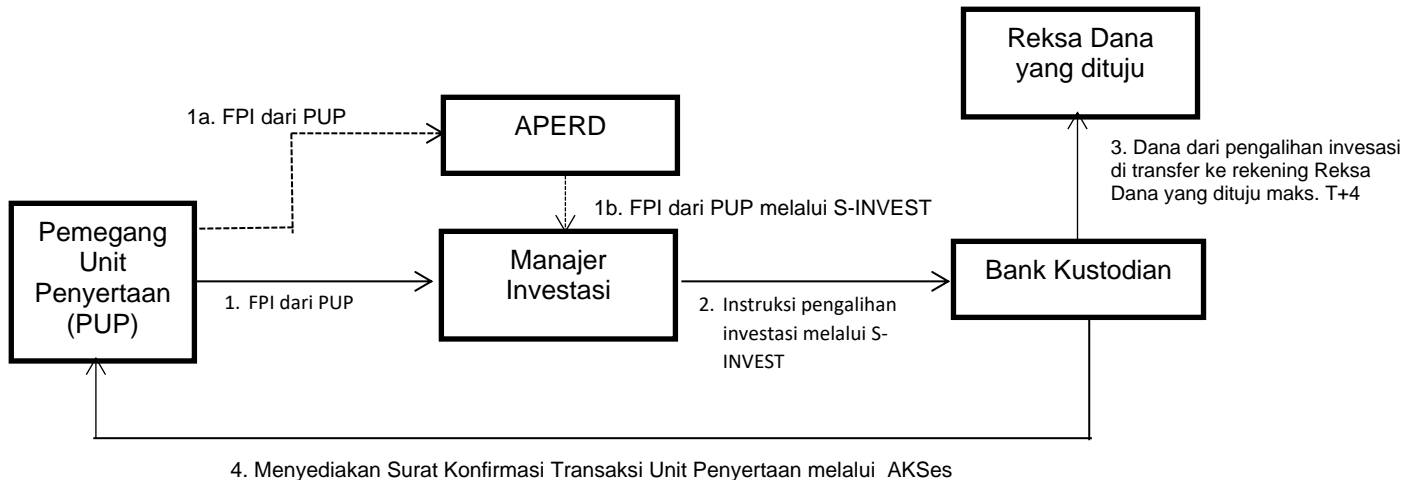 Reksa Dana
yang dituju
1a. FPI dari PUP
APERD
3. Dana dari pengalihan invesasi
di transfer ke rekening Reksa
Dana yang dituju maks. T+4
1b. FPI dari PUP melalui S-INVEST
Pemegang
Unit
Penyertaan
(PUP)
Manajer
Investasi
Bank Kustodian
1. FPI dari PUP
2. Instruksi pengalihan
investasi melalui S-
INVEST
4. Menyediakan Surat Konfirmasi Transaksi Unit Penyertaan melalui AKSes